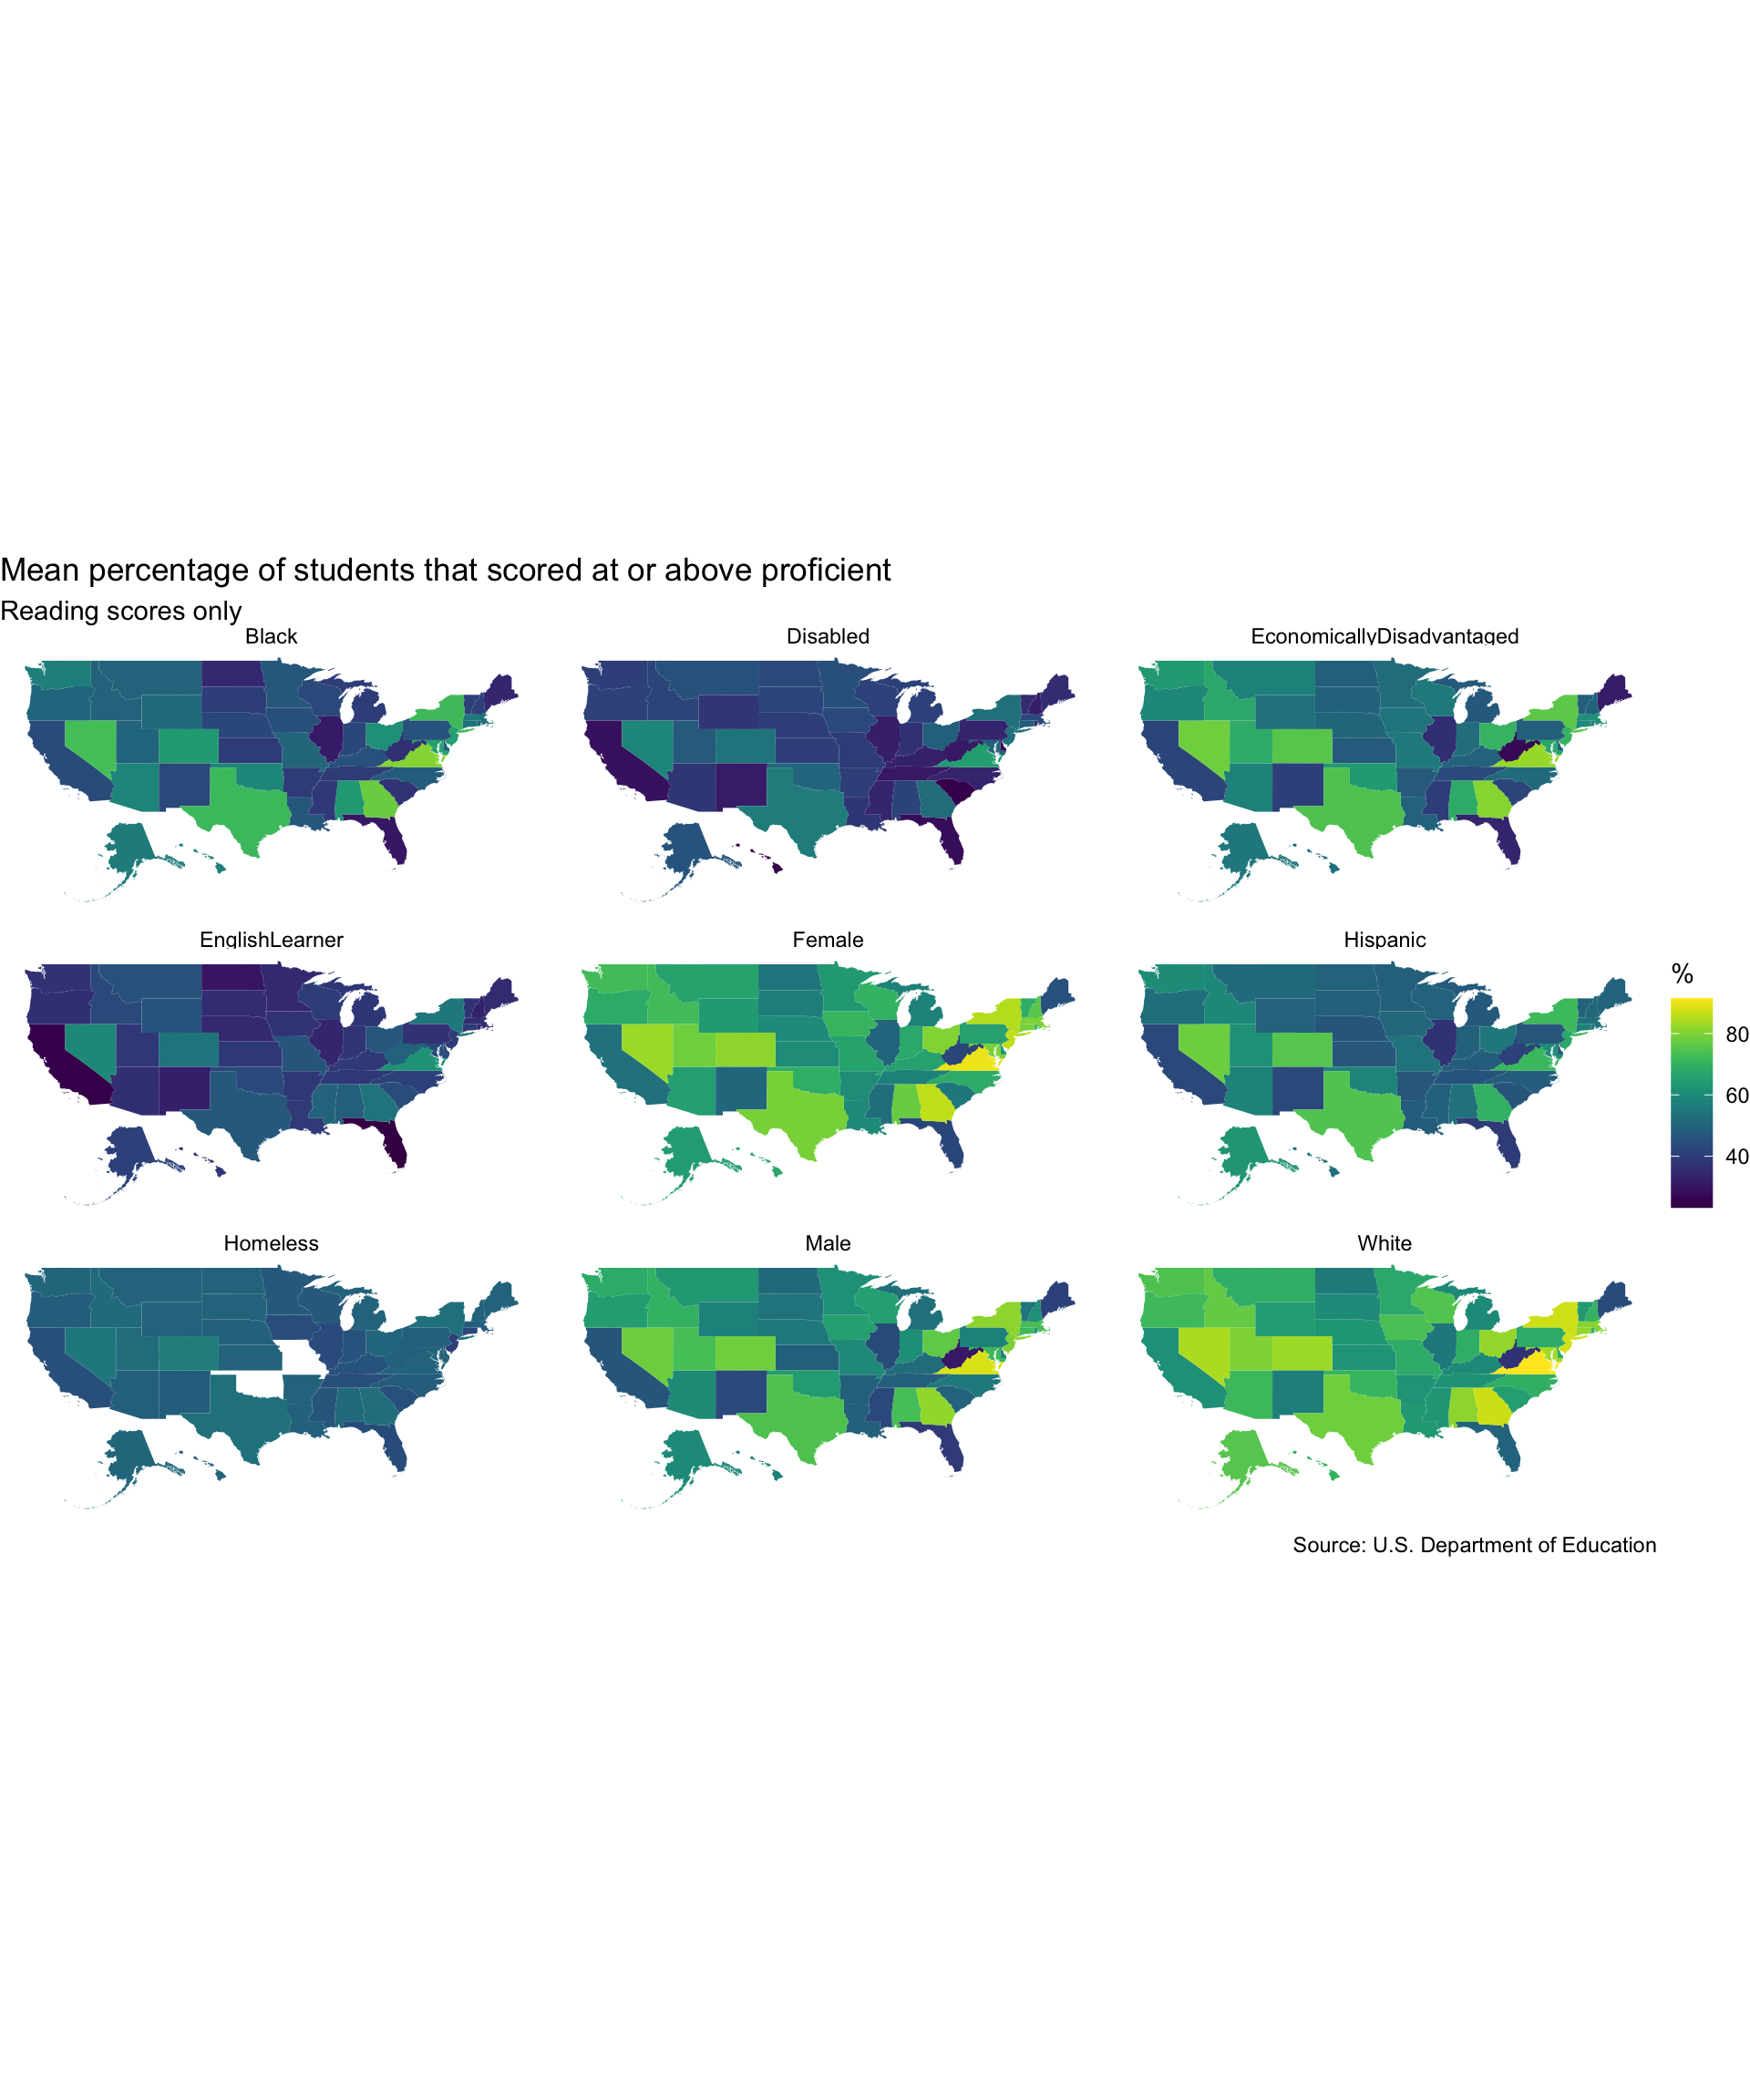 Mean percentage of students that scored at or above proficient
Reading scores only
Black
Disabled
EconomicallyDisadvantaged
EnglishLearner
Female
Hispanic
%
80
60
40
Homeless
Male
White
Source: U.S. Department of Education